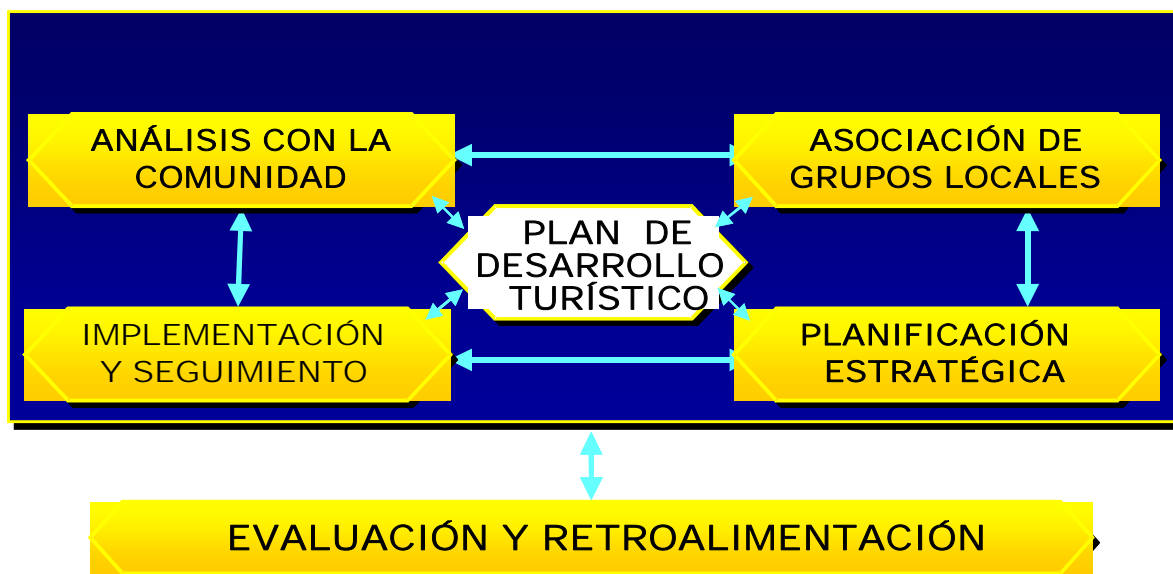 ANÁLISIS CON LA
COMUNIDAD
ASOCIACIÓN DE
GRUPOS LOCALES
PLAN DE
DESARROLLO
TURÍSTICO
IMPLEMENTACIÓN
Y SEGUIMIENTO
PLANIFICACIÓN
ESTRATÉGICA
EVALUACIÓN Y RETROALIMENTACIÓN